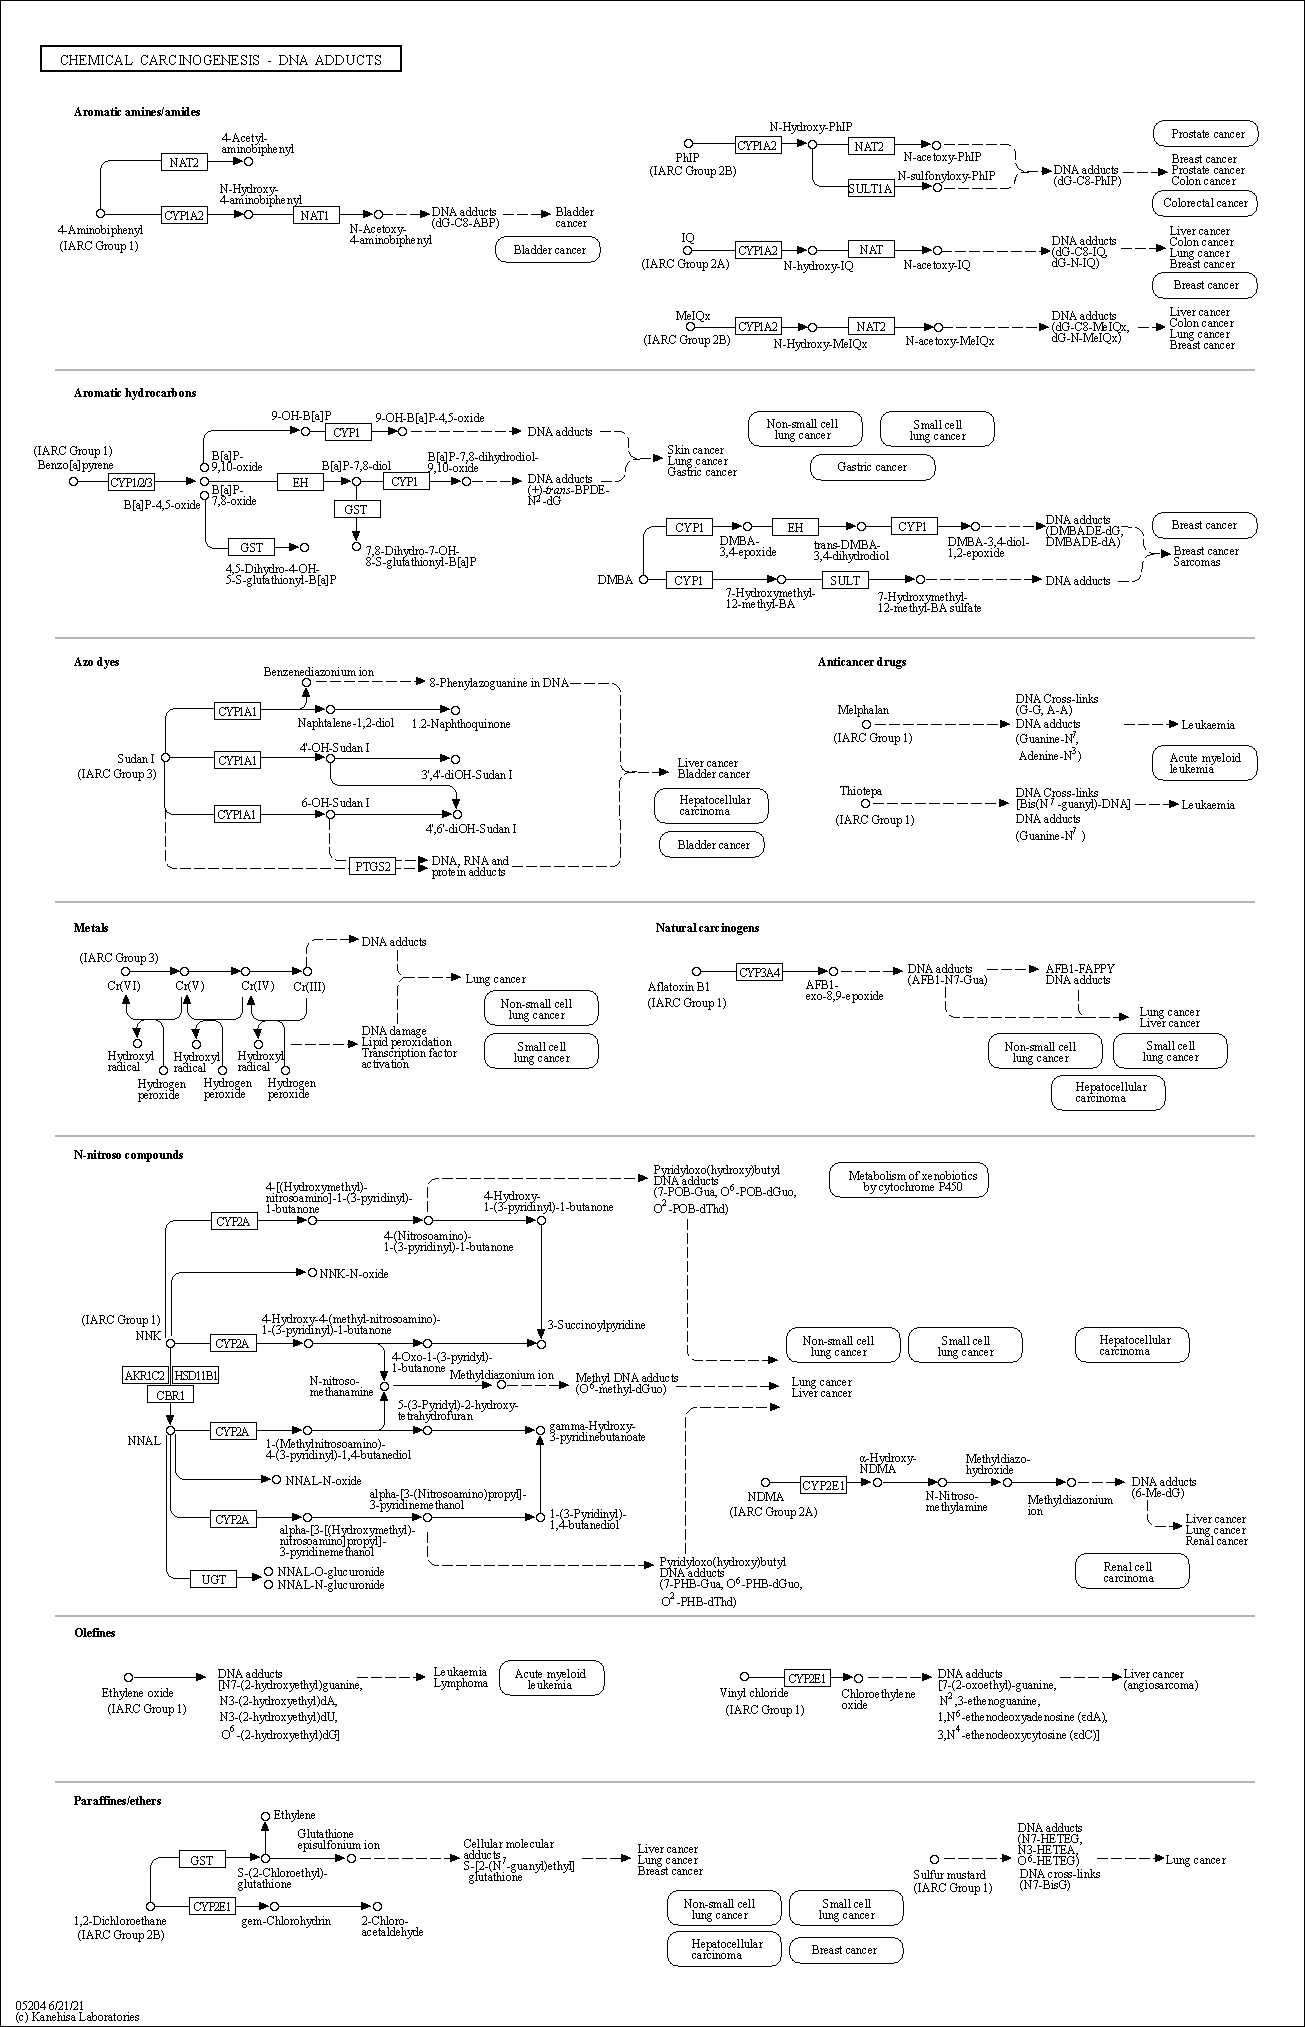 CHEMICAL CARCINOGENESIS - DNA ADDUCTS
Aromatic amines/amides
4-Acetyl-
aminobiphenyl
NAT2
N-Hydroxy-
4-aminobiphenyl
CYP1A2
NAT1
4-Aminobiphenyl
(IARC Group 1)
N-Acetoxy-
4-aminobiphenyl
DNA adducts
(dG-C8-ABP)
Bladder
cancer
Bladder cancer
N-Hydroxy-PhIP
CYP1A2
NAT2
PhIP
(IARC Group 2B)
N-acetoxy-PhIP
N-sulfonyloxy-PhIP
SULT1A
DNA adducts
(dG-C8-PhIP)
Prostate cancer
Breast cancer
Prostate cancer
Colon cancer
Colorectal cancer
IQ
(IARC Group 2A)
CYP1A2
N-hydroxy-IQ
NAT
N-acetoxy-IQ
DNA adducts
(dG-C8-IQ,
dG-N-IQ)
Liver cancer
Colon cancer
Lung cancer
Breast cancer
Breast cancer
MeIQx
(IARC Group 2B)
CYP1A2
N-Hydroxy-MeIQx
NAT2
N-acetoxy-MeIQx
DNA adducts
(dG-C8-MeIQx,
dG-N-MeIQx)
Liver cancer
Colon cancer
Lung cancer
Breast cancer
Aromatic hydrocarbons
9-OH-B[a]P
CYP1
9-OH-B[a]P-4,5-oxide
DNA adducts
(IARC Group 1)
Benzo[a]pyrene
CYP1/2/3
B[a]P-
9,10-oxide
B[a]P-
7,8-oxide
B[a]P-4,5-oxide
EH
B[a]P-7,8-diol
CYP1
B[a]P-7,8-dihydrodiol-
9,10-oxide
DNA adducts
(+)-trans-BPDE-
N2-dG
GST
GST
7,8-Dihydro-7-OH-
8-S-glutathionyl-B[a]P
4,5-Dihydro-4-OH-
5-S-glutathionyl-B[a]P
Skin cancer
Lung cancer
Gastric cancer
Non-small cell
lung cancer
Small cell
lung cancer
Gastric cancer
DMBA
CYP1
DMBA-
3,4-epoxide
EH
trans-DMBA-
3,4-dihydrodiol
CYP1
DMBA-3,4-diol-
1,2-epoxide
DNA adducts
(DMBADE-dG,
DMBADE-dA)
Breast cancer
Breast cancer
Sarcomas
CYP1
7-Hydroxymethyl-
12-methyl-BA
SULT
7-Hydroxymethyl-
12-methyl-BA sulfate
DNA adducts
Azo dyes
Benzenediazonium ion
8-Phenylazoguanine in DNA
CYP1A1
Naphtalene-1,2-diol
1.2-Naphthoquinone
Sudan I
(IARC Group 3)
CYP1A1
4'-OH-Sudan I
3',4'-diOH-Sudan I
CYP1A1
6-OH-Sudan I
4',6'-diOH-Sudan I
PTGS2
DNA, RNA and
protein adducts
Liver cancer
Bladder cancer
Hepatocellular
carcinoma
Bladder cancer
Anticancer drugs
Melphalan
(IARC Group 1)
DNA Cross-links
(G-G, A-A)
DNA adducts
(Guanine-N7,
Adenine-N3)
Leukaemia
Acute myeloid
leukemia
Thiotepa
(IARC Group 1)
DNA Cross-links
[Bis(N7-guanyl)-DNA]
DNA adducts
(Guanine-N7 )
Leukaemia
Metals
(IARC Group 3)
Cr(VI)
Cr(V)
Cr(IV)
Cr(III)
DNA adducts
Lung cancer
Hydroxyl
radical
Hydroxyl
radical
Hydroxyl
radical
Hydrogen
peroxide
Hydrogen
peroxide
Hydrogen
peroxide
DNA damage
Lipid peroxidation
Transcription factor
activation
Non-small cell
lung cancer
Small cell
lung cancer
Natural carcinogens
Aflatoxin B1
(IARC Group 1)
CYP3A4
AFB1-
exo-8,9-epoxide
DNA adducts
(AFB1-N7-Gua)
AFB1-FAPPY
DNA adducts
Lung cancer
Liver cancer
Non-small cell
lung cancer
Small cell
lung cancer
Hepatocellular
carcinoma
N-nitroso compounds
4-[(Hydroxymethyl)-
nitrosoamino]-1-(3-pyridinyl)-
1-butanone
CYP2A
4-(Nitrosoamino)-
1-(3-pyridinyl)-1-butanone
4-Hydroxy-
1-(3-pyridinyl)-1-butanone
Pyridyloxo(hydroxy)butyl
DNA adducts
(7-POB-Gua, O6-POB-dGuo,
O2-POB-dThd)
Metabolism of xenobiotics
by cytochrome P450
NNK-N-oxide
(IARC Group 1)
NNK
CYP2A
4-Hydroxy-4-(methyl-nitrosoamino)-
1-(3-pyridinyl)-1-butanone
4-Oxo-1-(3-pyridyl)-
1-butanone
3-Succinoylpyridine
AKR1C2
HSD11B1
CBR1
N-nitroso-
methanamine
Methyldiazonium ion
Methyl DNA adducts
(O6-methyl-dGuo)
Lung cancer
Liver cancer
Non-small cell
lung cancer
Small cell
lung cancer
Hepatocellular
carcinoma
NNAL
CYP2A
1-(Methylnitrosoamino)-
4-(3-pyridinyl)-1,4-butanediol
5-(3-Pyridyl)-2-hydroxy-
tetrahydrofuran
gamma-Hydroxy-
3-pyridinebutanoate
NNAL-N-oxide
CYP2A
alpha-[3-[(Hydroxymethyl)-
nitrosoamino]propyl]-
3-pyridinemethanol
alpha-[3-(Nitrosoamino)propyl]-
3-pyridinemethanol
1-(3-Pyridinyl)-
1,4-butanediol
UGT
NNAL-O-glucuronide
NNAL-N-glucuronide
Pyridyloxo(hydroxy)butyl
DNA adducts
(7-PHB-Gua, O6-PHB-dGuo,
O2-PHB-dThd)
NDMA
(IARC Group 2A)
CYP2E1
α-Hydroxy-
NDMA
N-Nitroso-
methylamine
Methyldiazo-
hydroxide
Methyldiazonium
ion
DNA adducts
(6-Me-dG)
Liver cancer
Lung cancer
Renal cancer
Renal cell
carcinoma
Olefines
Ethylene oxide
(IARC Group 1)
DNA adducts
[N7-(2-hydroxyethyl)guanine,
N3-(2-hydroxyethyl)dA,
N3-(2-hydroxyethyl)dU,
O6-(2-hydroxyethyl)dG]
Leukaemia
Lymphoma
Acute myeloid
leukemia
Vinyl chloride
(IARC Group 1)
CYP2E1
Chloroethylene
oxide
DNA adducts
[7-(2-oxoethyl)-guanine,
N2,3-ethenoguanine,
1,N6-ethenodeoxyadenosine (εdA),
3,N4-ethenodeoxycytosine (εdC)]
Liver cancer
(angiosarcoma)
Paraffines/ethers
Ethylene
GST
S-(2-Chloroethyl)-
glutathione
Glutathione
episulfonium ion
Cellular molecular
adducts
S-[2-(N7-guanyl)ethyl]
glutathione
Liver cancer
Lung cancer
Breast cancer
1,2-Dichloroethane
(IARC Group 2B)
CYP2E1
gem-Chlorohydrin
2-Chloro-
acetaldehyde
Non-small cell
lung cancer
Small cell
lung cancer
Hepatocellular
carcinoma
Breast cancer
Sulfur mustard
(IARC Group 1)
DNA adducts
(N7-HETEG,
N3-HETEA,
O6-HETEG)
DNA cross-links
(N7-BisG)
Lung cancer
05204 6/21/21
(c) Kanehisa Laboratories